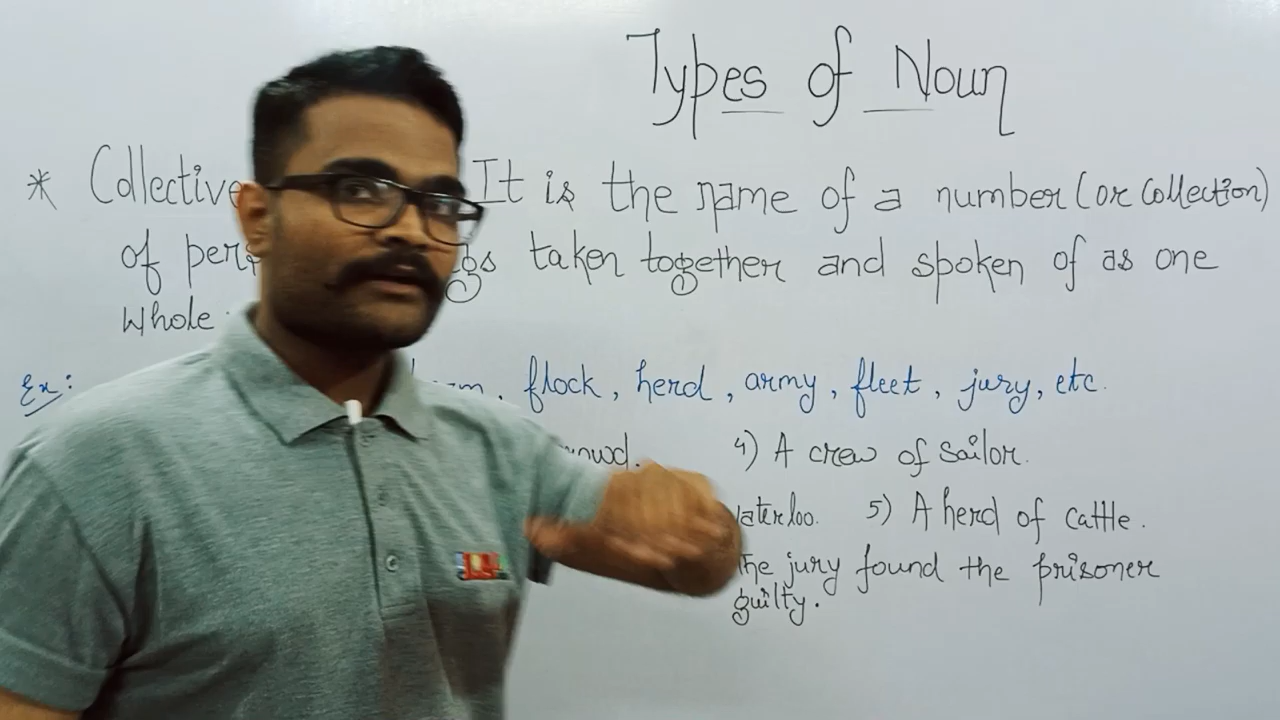 Types of Noun
* Collective It is the name of a number (or collection)
of taken together and spoken of as one
whole
Ex: flock, herd, army, fleet, jury, etc.
4) A crew of sailor.
5) A herd of cattle.
The jury found the prisoner
guilty.